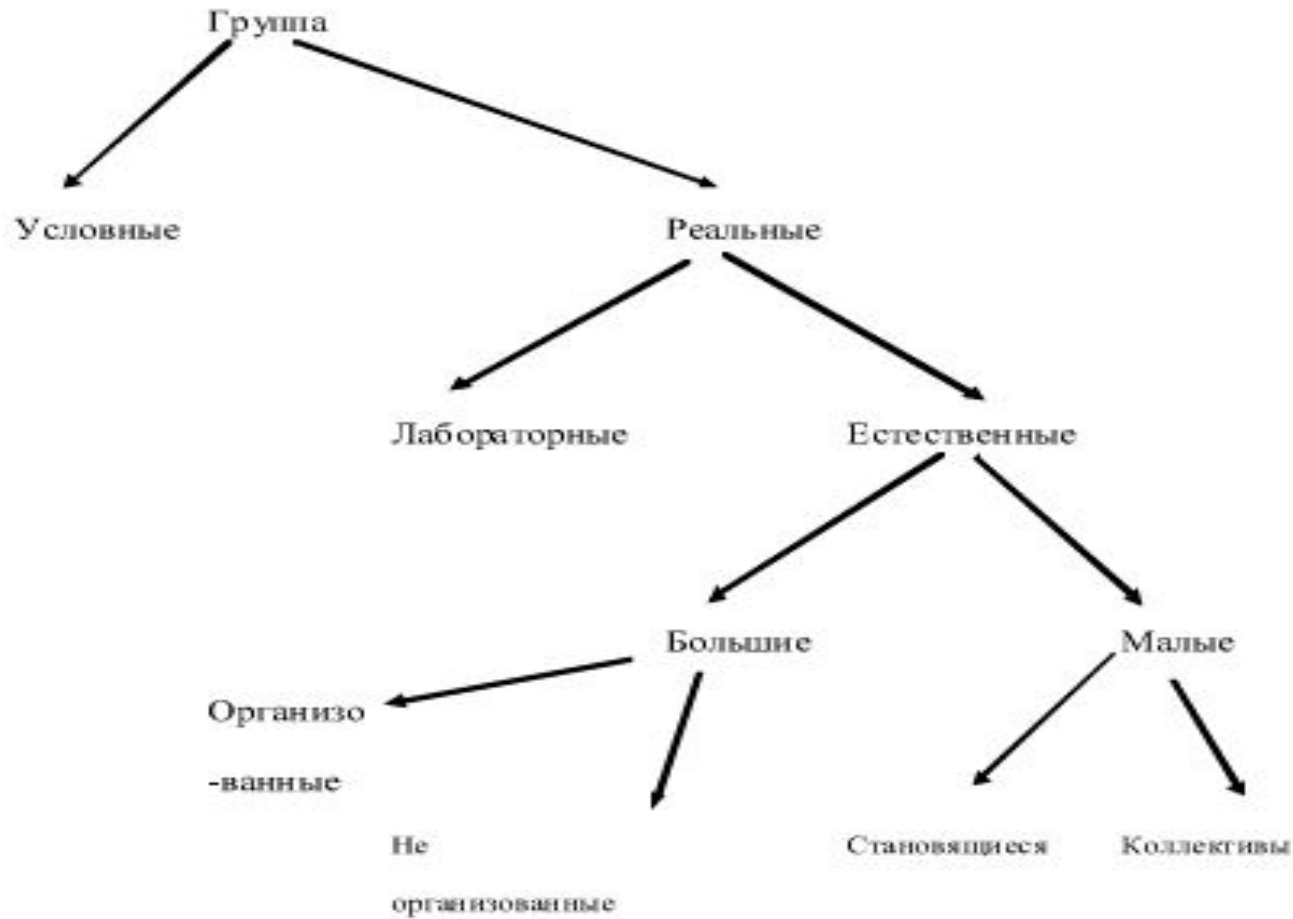 Группа
Условные
Реальные
Лабораторные
Естественные
Большие
Малые
Организо
-ванные
Не
организованные
Становящиеся
Коллективы